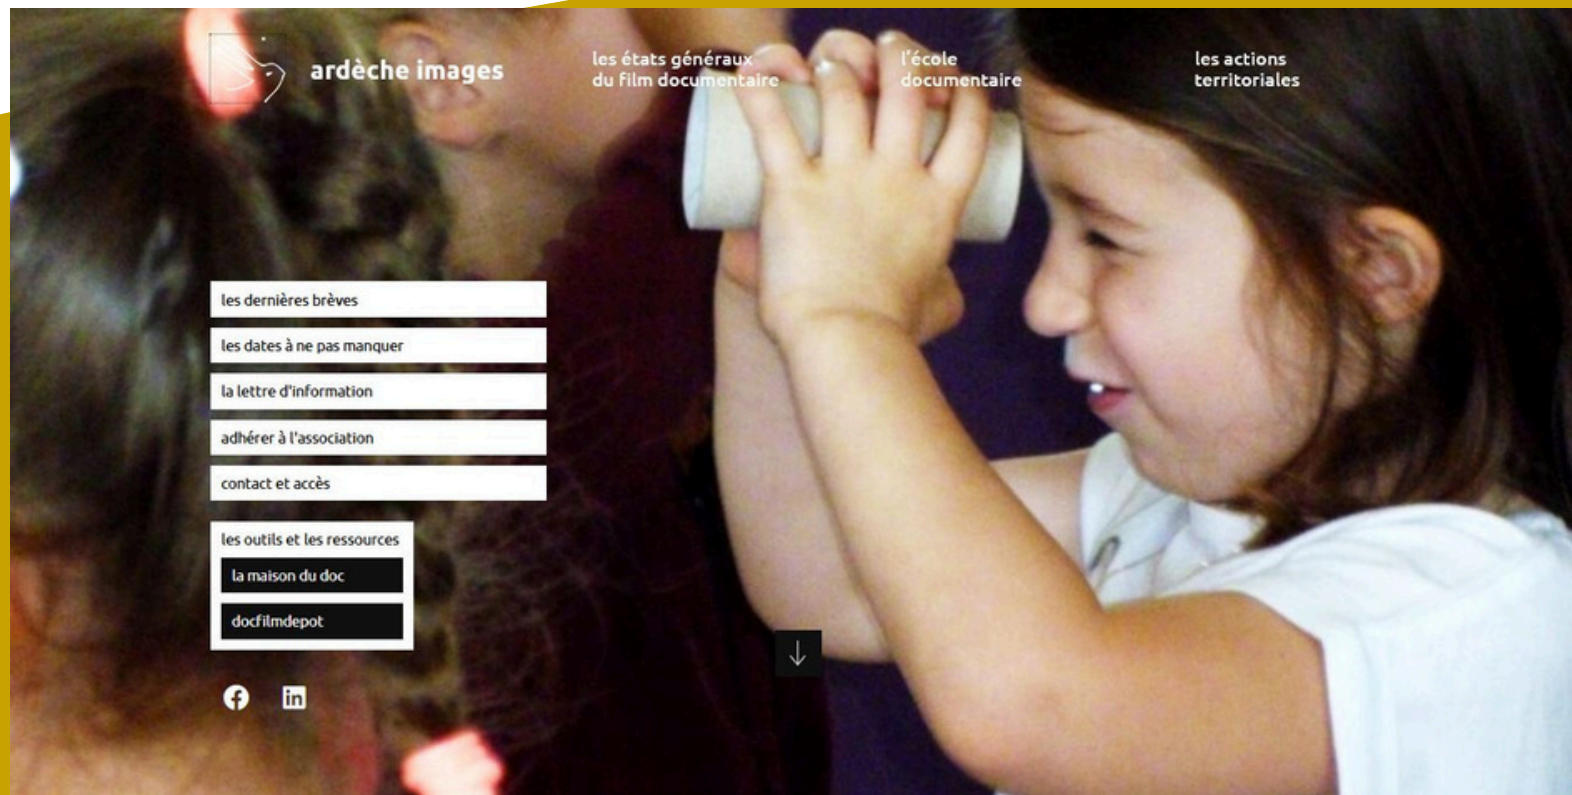 ardèche images
les états généraux
du film documentaire
l'école
documentaire
les actions
territoriales
les dernières brèves
les dates à ne pas manquer
la lettre d'information
adhérer à l'association
contact et accès
les outils et les ressources
la maison du doc
docfilmdepot